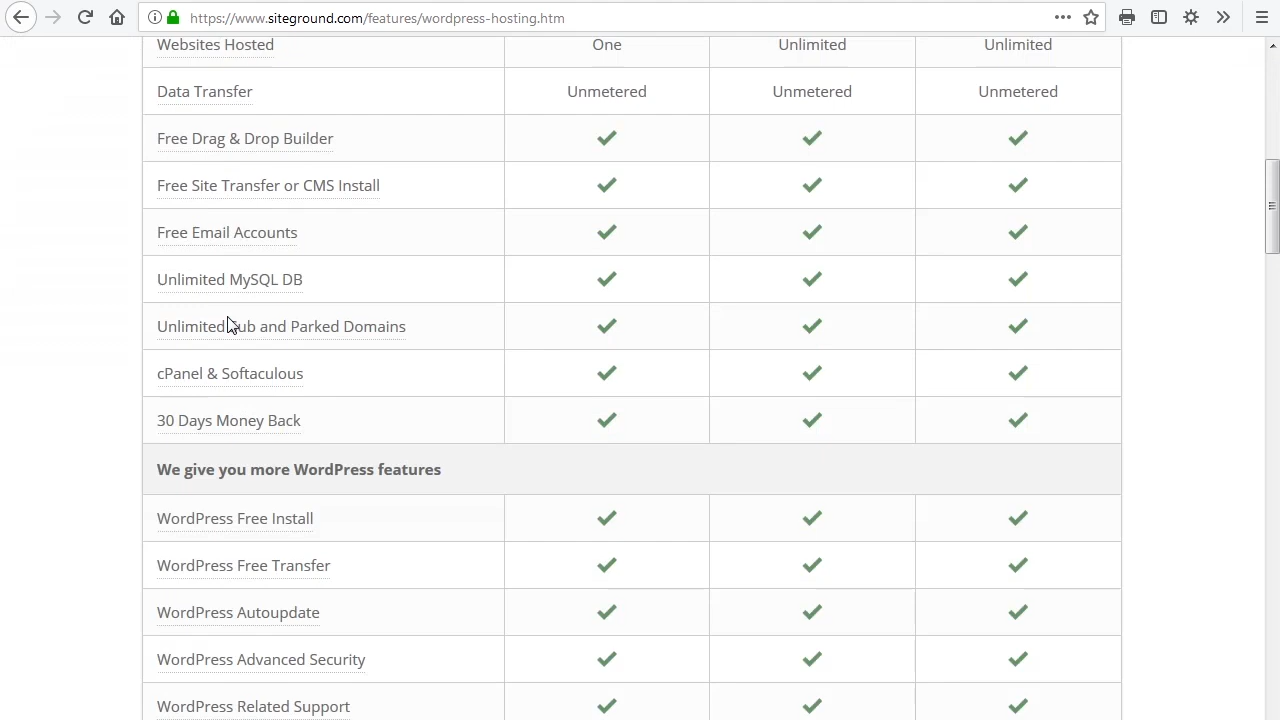 https://www.siteground.com/features/wordpress-hosting.htm
Websites Hosted One Unlimited Unlimited
Data Transfer Unmetered Unmetered Unmetered
Free Drag & Drop Builder
Free Site Transfer or CMS Install
Free Email Accounts
Unlimited MySQL DB
Unlimited Sub and Parked Domains
cPanel & Softaculous
30 Days Money Back
We give you more WordPress features
WordPress Free Install
WordPress Free Transfer
WordPress Autoupdate
WordPress Advanced Security
WordPress Related Support